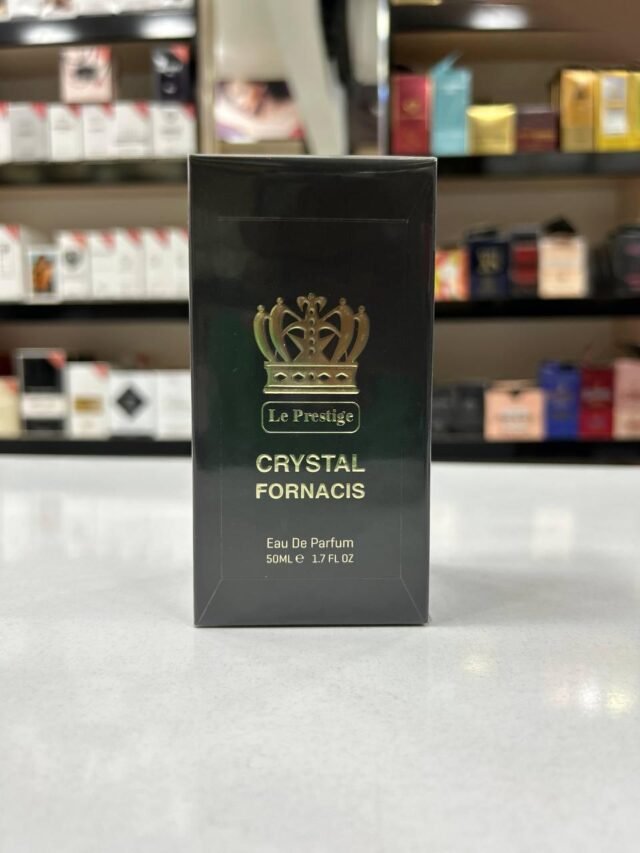 Le Prestige
CRYSTAL
FORNACIS
Eau De Parfum
50ML e 1.7 FL OZ